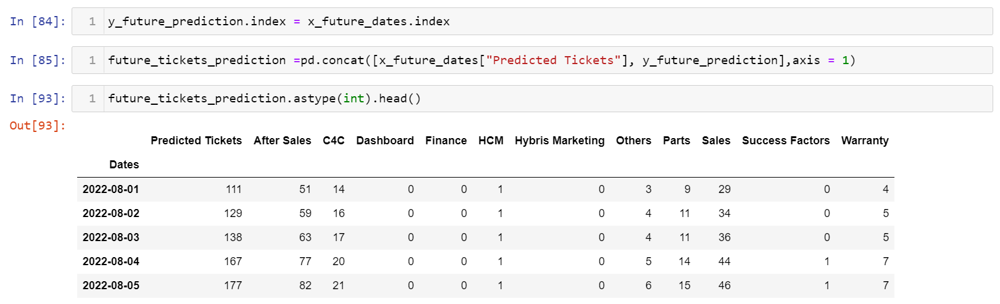 In [84]: 1 y_future_prediction.index = x_future_dates.index
In [85]: 1 future_tickets_prediction =pd.concat([x_future_dates["Predicted Tickets"], y_future_prediction],axis = 1)
In [93]: 1 future_tickets_prediction.astype(int).head()
Out[93]:
Predicted Tickets After Sales C4C Dashboard Finance HCM Hybris Marketing Others Parts Sales Success Factors Warranty
Dates
2022-08-01 111 51 14 0 0 1 0 3 9 29 0 4
2022-08-02 129 59 16 0 0 1 0 4 11 34 0 5
2022-08-03 138 63 17 0 0 1 0 4 11 36 0 5
2022-08-04 167 77 20 0 0 1 0 5 14 44 1 7
2022-08-05 177 82 21 0 0 1 0 6 15 46 1 7